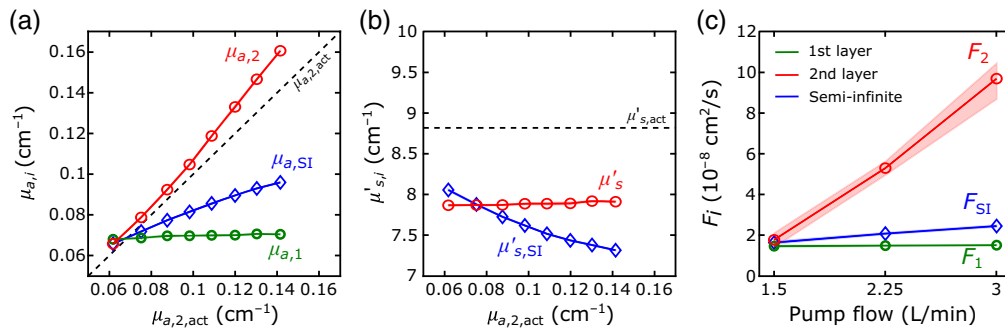 (a)
0.16
0.14
0.12
0.10
0.08
0.06
μa,i (cm⁻¹)
μa,2
μa,2,act
μa,SI
μa,1
0.06 0.08 0.1 0.12 0.14 0.16
μa,2,act (cm⁻¹)
(b)
10
9.5
9
8.5
8
7.5
7
μ's,i (cm⁻¹)
μ's,act
μ's
μ's,SI
0.06 0.08 0.1 0.12 0.14 0.16
μa,2,act (cm⁻¹)
(c)
12
10
8
6
4
2
0
Fi (10⁻⁸ cm²/s)
1st layer
2nd layer
Semi-infinite
F2
FSI
F1
1.5 2.25 3
Pump flow (L/min)